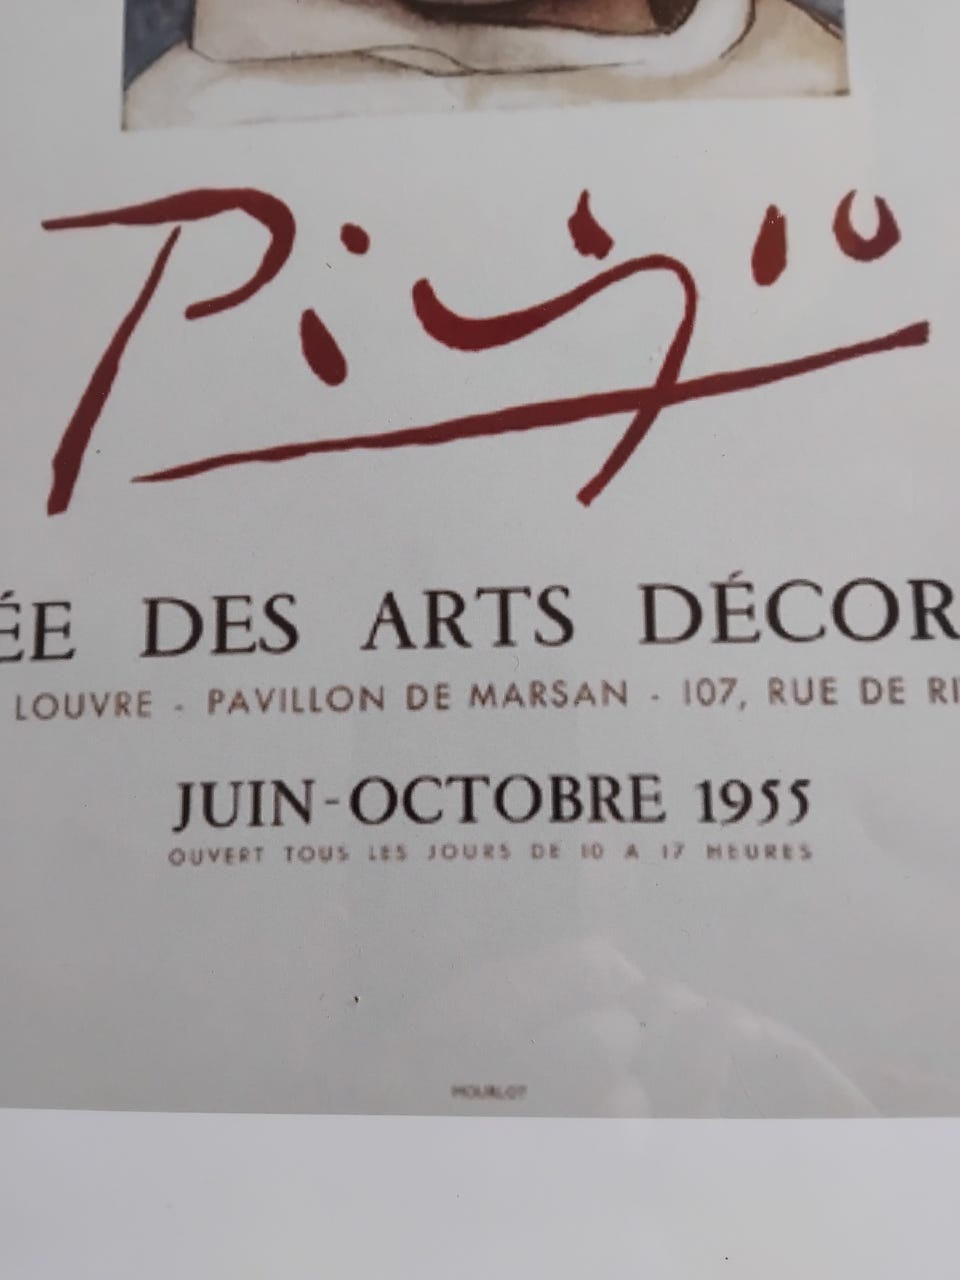 Picasso
ÉE DES ARTS DÉCOR
LOUVRE - PAVILLON DE MARSAN - 107, RUE DE RI
JUIN-OCTOBRE 1955
OUVERT TOUS LES JOURS DE 10 A 17 HEURES
MOURLOT